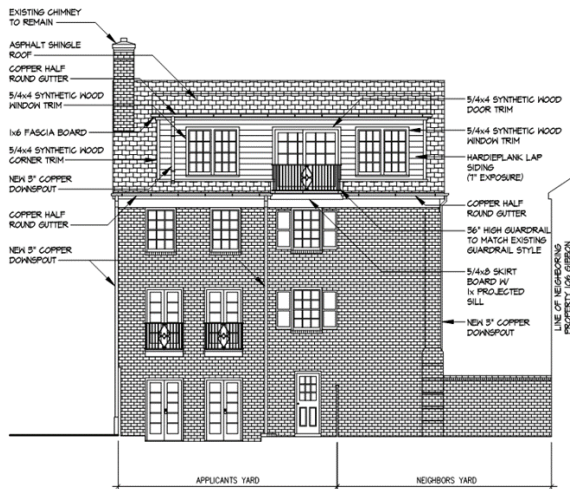 EXISTING CHIMNEY
TO REMAIN
ASPHALT SHINGLE
ROOF
COPPER HALF
ROUND GUTTER
5/4x4 SYNTHETIC WOOD
WINDOW TRIM
1x6 FASCIA BOARD
5/4x4 SYNTHETIC WOOD
CORNER TRIM
NEW 3" COPPER
DOWNSPOUT
COPPER HALF
ROUND GUTTER
NEW 3" COPPER
DOWNSPOUT
5/4x4 SYNTHETIC WOOD
DOOR TRIM
5/4x4 SYNTHETIC WOOD
WINDOW TRIM
HARDIEPLANK LAP
SIDING
(7" EXPOSURE)
COPPER HALF
ROUND GUTTER
36" HIGH GUARDRAIL
TO MATCH EXISTING
GUARDRAIL STYLE
5/4x8 SKIRT
BOARD W/
1x PROJECTED
SILL
NEW 3" COPPER
DOWNSPOUT
LINE OF NEIGHBORING
PROPERTY 106 GIBBON
APPLICANTS YARD
NEIGHBORS YARD